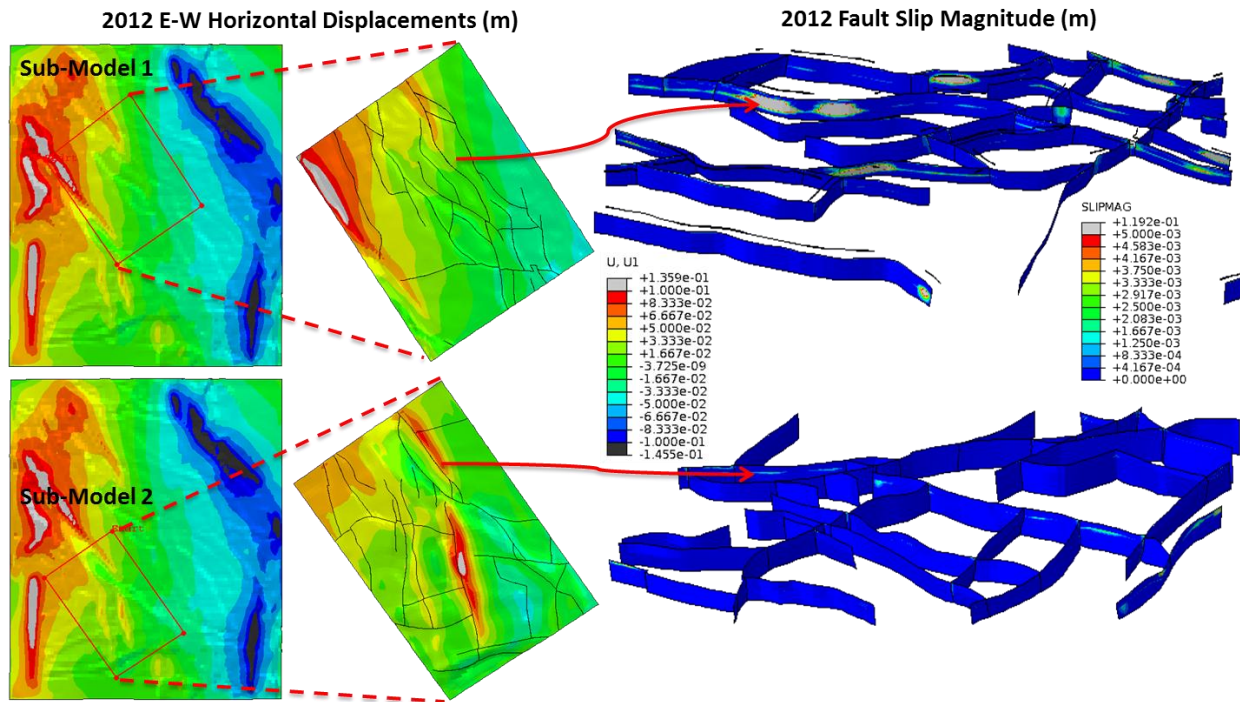 2012 E-W Horizontal Displacements (m)
2012 Fault Slip Magnitude (m)
Sub-Model 1
U, U1
+1.359e-01
+1.000e-01
+8.333e-02
+6.667e-02
+5.000e-02
+3.333e-02
+1.667e-02
-3.725e-09
-1.667e-02
-3.333e-02
-5.000e-02
-6.667e-02
-8.333e-02
-1.000e-01
-1.455e-01
SLIPMAG
+1.192e-01
+5.000e-03
+4.583e-03
+4.167e-03
+3.750e-03
+3.333e-03
+2.917e-03
+2.500e-03
+2.083e-03
+1.667e-03
+1.250e-03
+8.333e-04
+4.167e-04
+0.000e+00
Sub-Model 2
Start